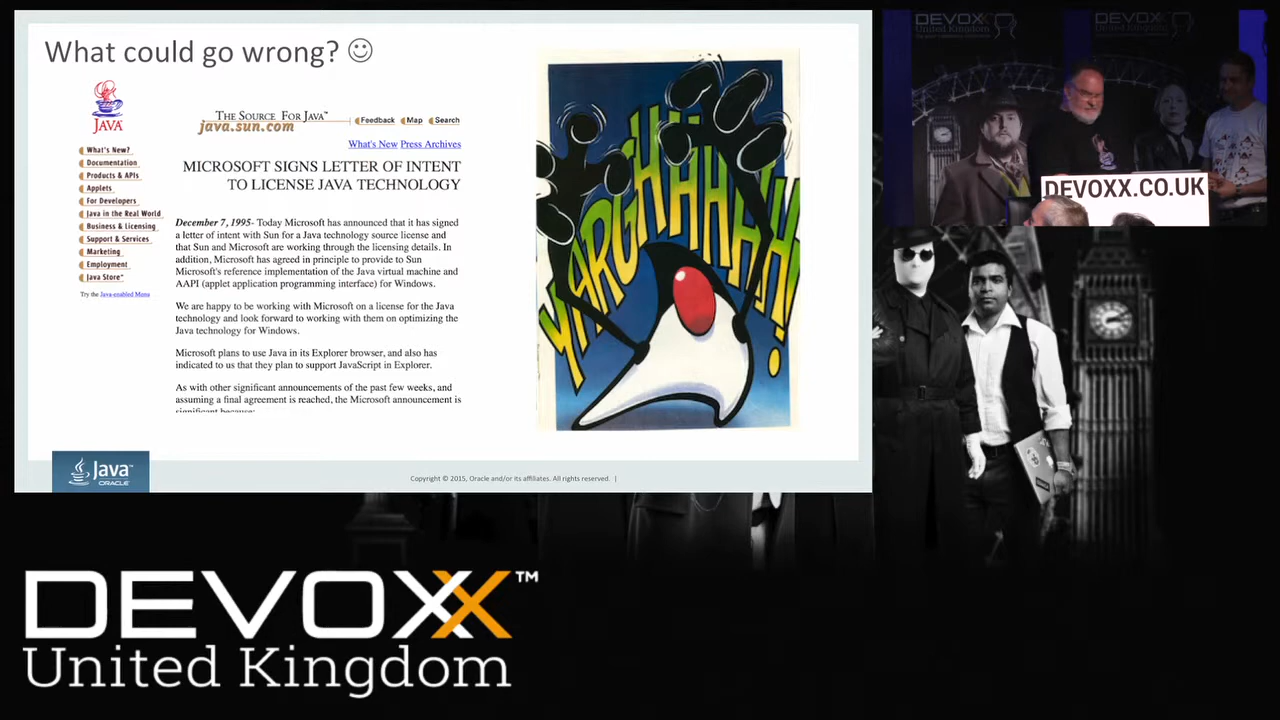 What could go wrong? ☺
JAVA
THE SOURCE FOR JAVA™
java.sun.com
Feedback
Map
Search
What's New Press Archives
What's New?
Documentation
Products & APIs
Applets
For Developers
Java in the Real World
Business & Licensing
Support & Services
Marketing
Employment
Java Store*
Try the Java-enabled Menu
MICROSOFT SIGNS LETTER OF INTENT
TO LICENSE JAVA TECHNOLOGY
December 7, 1995- Today Microsoft has announced that it has signed
a letter of intent with Sun for a Java technology source license and
that Sun and Microsoft are working through the licensing details. In
addition, Microsoft has agreed in principle to provide to Sun
Microsoft's reference implementation of the Java virtual machine and
AAPI (applet application programming interface) for Windows.
We are happy to be working with Microsoft on a license for the Java
technology and look forward to working with them on optimizing the
Java technology for Windows.
Microsoft plans to use Java in its Explorer browser, and also has
indicated to us that they plan to support JavaScript in Explorer.
As with other significant announcements of the past few weeks, and
assuming a final agreement is reached, the Microsoft announcement is
significant because:
YAARGHHHHHH!
Java™
ORACLE
Copyright © 2015, Oracle and/or its affiliates. All rights reserved. |
DEVOXX
United Kingdom
DEVOXX
United Kingdom
DEVOXX.CO.UK
DEVOXX™
United Kingdom